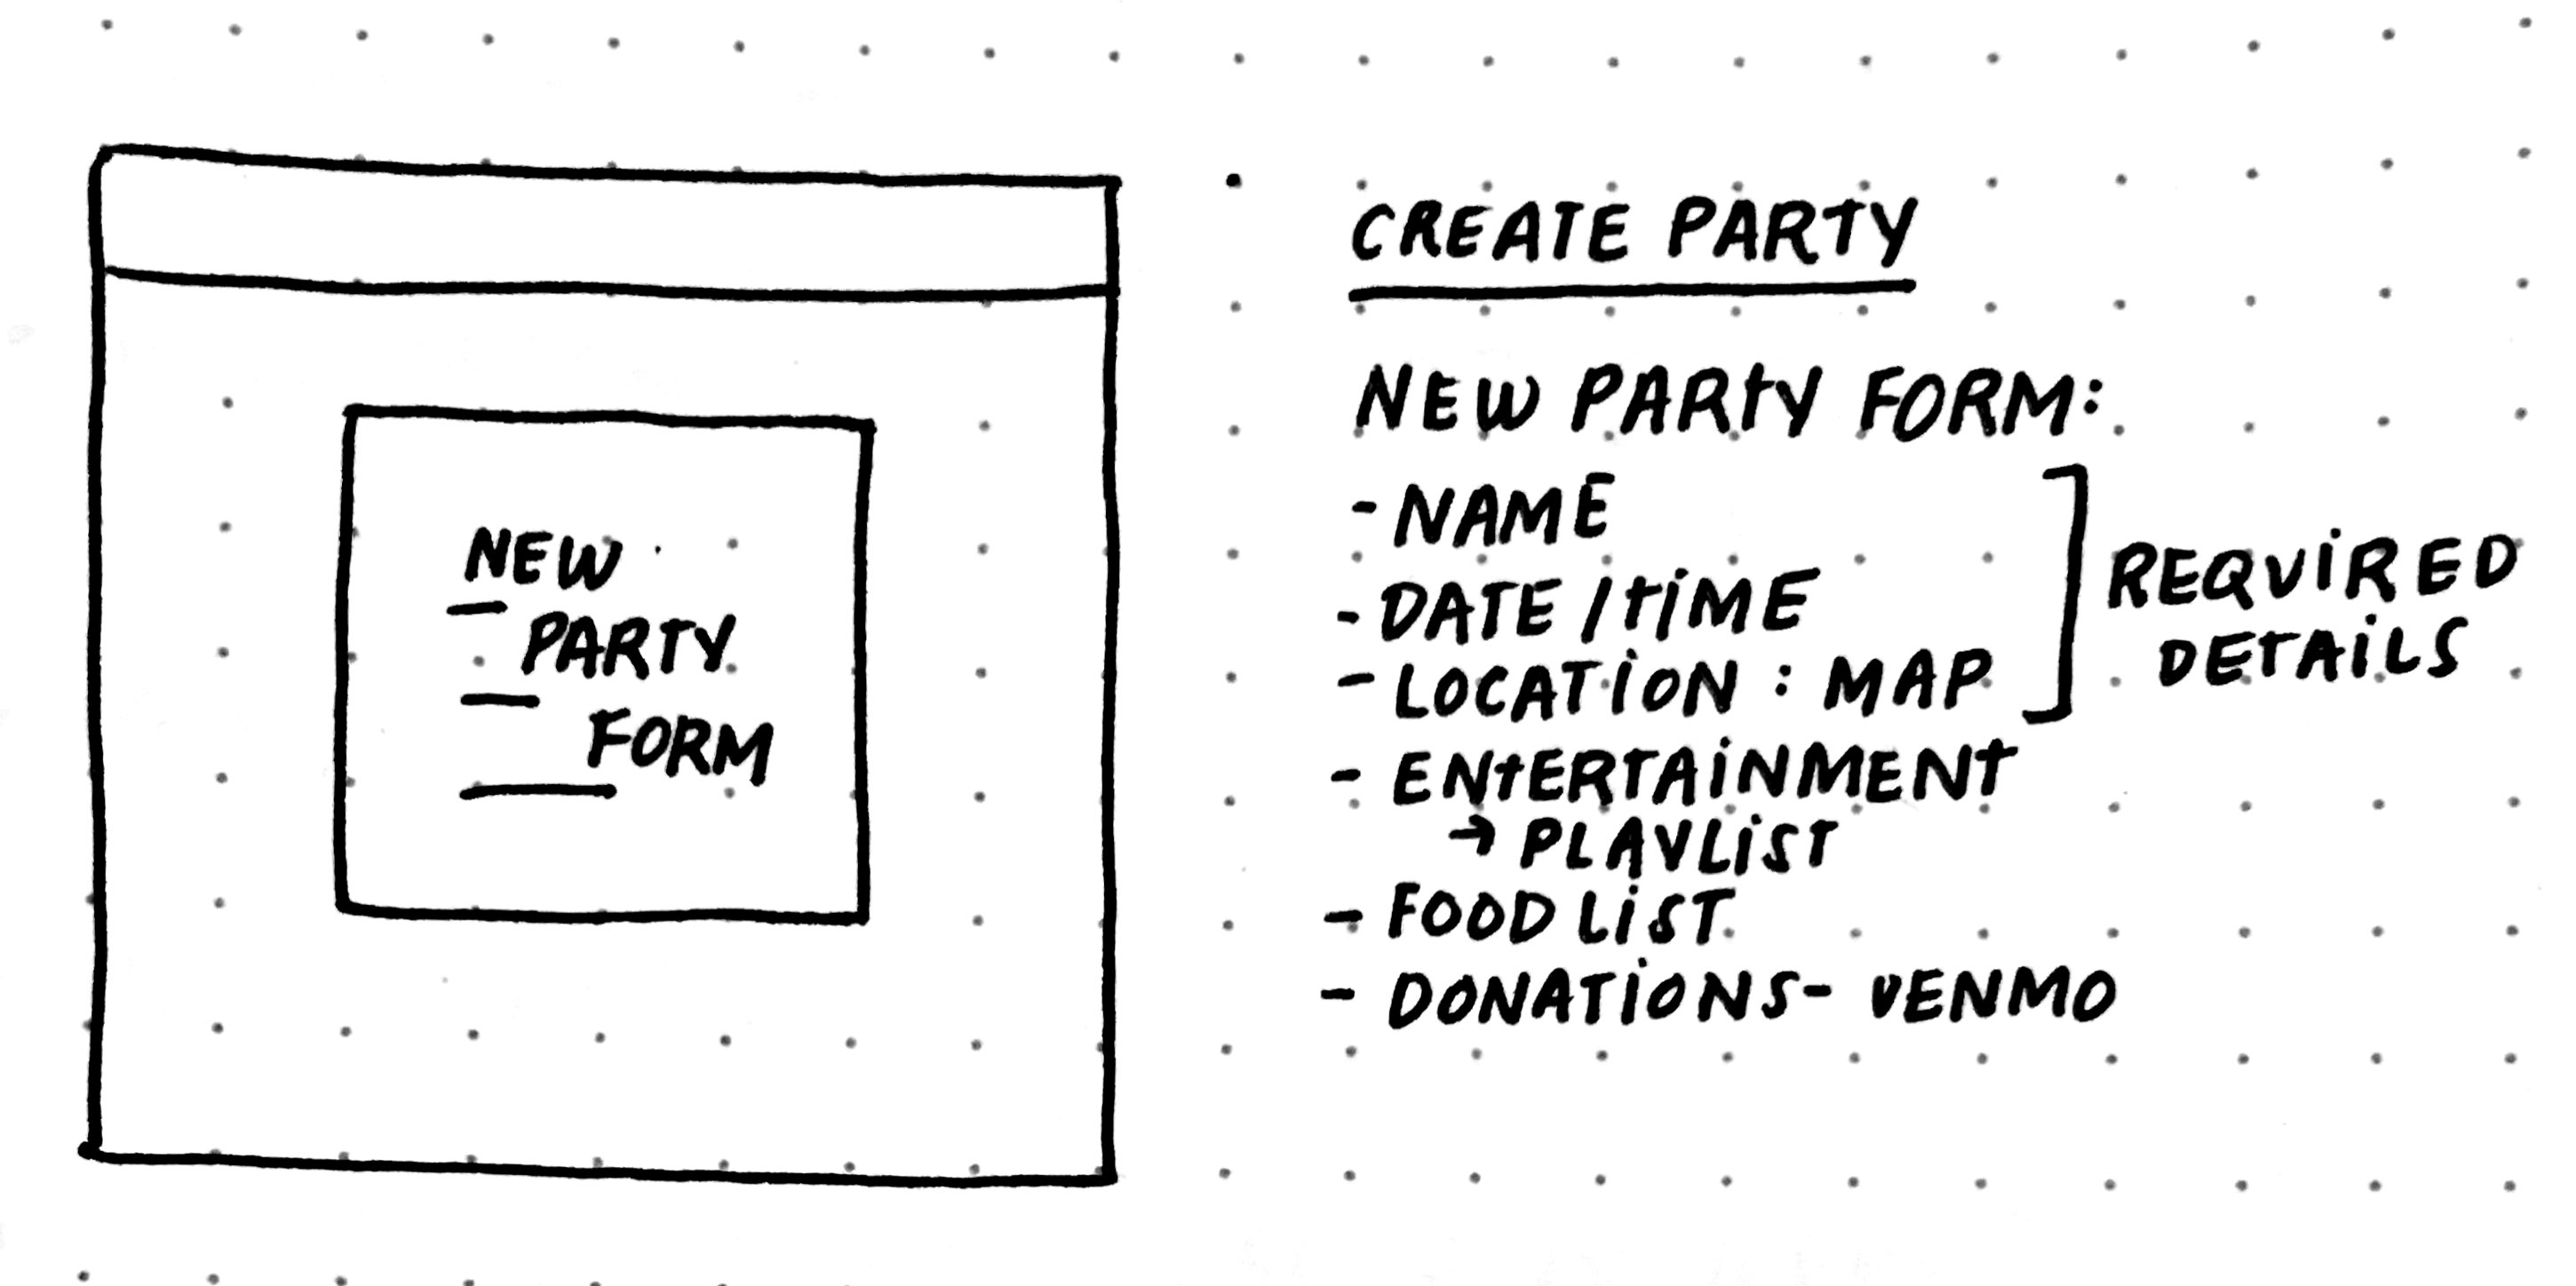 NEW
PARTY
FORM
CREATE PARTY
NEW PARTY FORM:
- NAME
- DATE / TIME
- LOCATION : MAP
REQUIRED
DETAILS
- ENTERTAINMENT
→ PLAYLIST
- FOOD LIST
- DONATIONS - VENMO